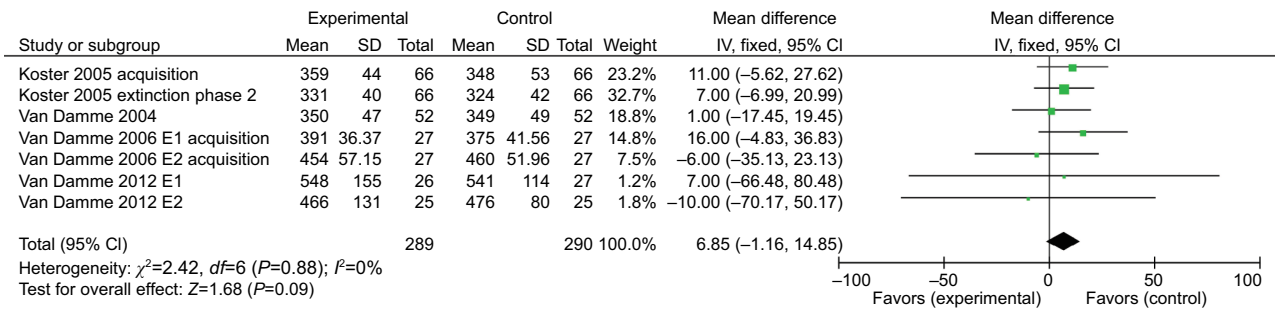 Experimental Control Mean difference Mean difference
Study or subgroup Mean SD Total Mean SD Total Weight IV, fixed, 95% CI IV, fixed, 95% CI
Koster 2005 acquisition 359 44 66 348 53 66 23.2% 11.00 (–5.62, 27.62)
Koster 2005 extinction phase 2 331 40 66 324 42 66 32.7% 7.00 (–6.99, 20.99)
Van Damme 2004 350 47 52 349 49 52 18.8% 1.00 (–17.45, 19.45)
Van Damme 2006 E1 acquisition 391 36.37 27 375 41.56 27 14.8% 16.00 (–4.83, 36.83)
Van Damme 2006 E2 acquisition 454 57.15 27 460 51.96 27 7.5% –6.00 (–35.13, 23.13)
Van Damme 2012 E1 548 155 26 541 114 27 1.2% 7.00 (–66.48, 80.48)
Van Damme 2012 E2 466 131 25 476 80 25 1.8% –10.00 (–70.17, 50.17)
Total (95% CI) 289 290 100.0% 6.85 (–1.16, 14.85)
Heterogeneity: χ²=2.42, df=6 (P=0.88); I²=0%
Test for overall effect: Z=1.68 (P=0.09)
–100 –50 0 50 100
Favors (experimental) Favors (control)